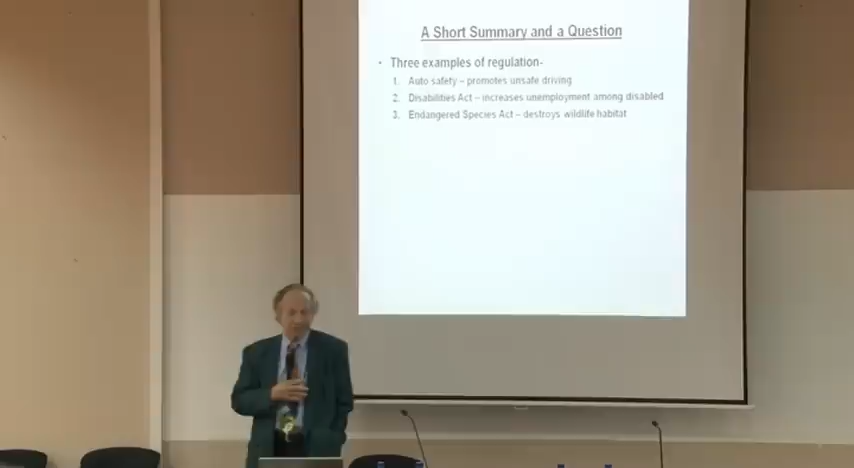 A Short Summary and a Question
• Three examples of regulation-
1. Auto safety – promotes unsafe driving
2. Disabilities Act – increases unemployment among disabled
3. Endangered Species Act – destroys wildlife habitat